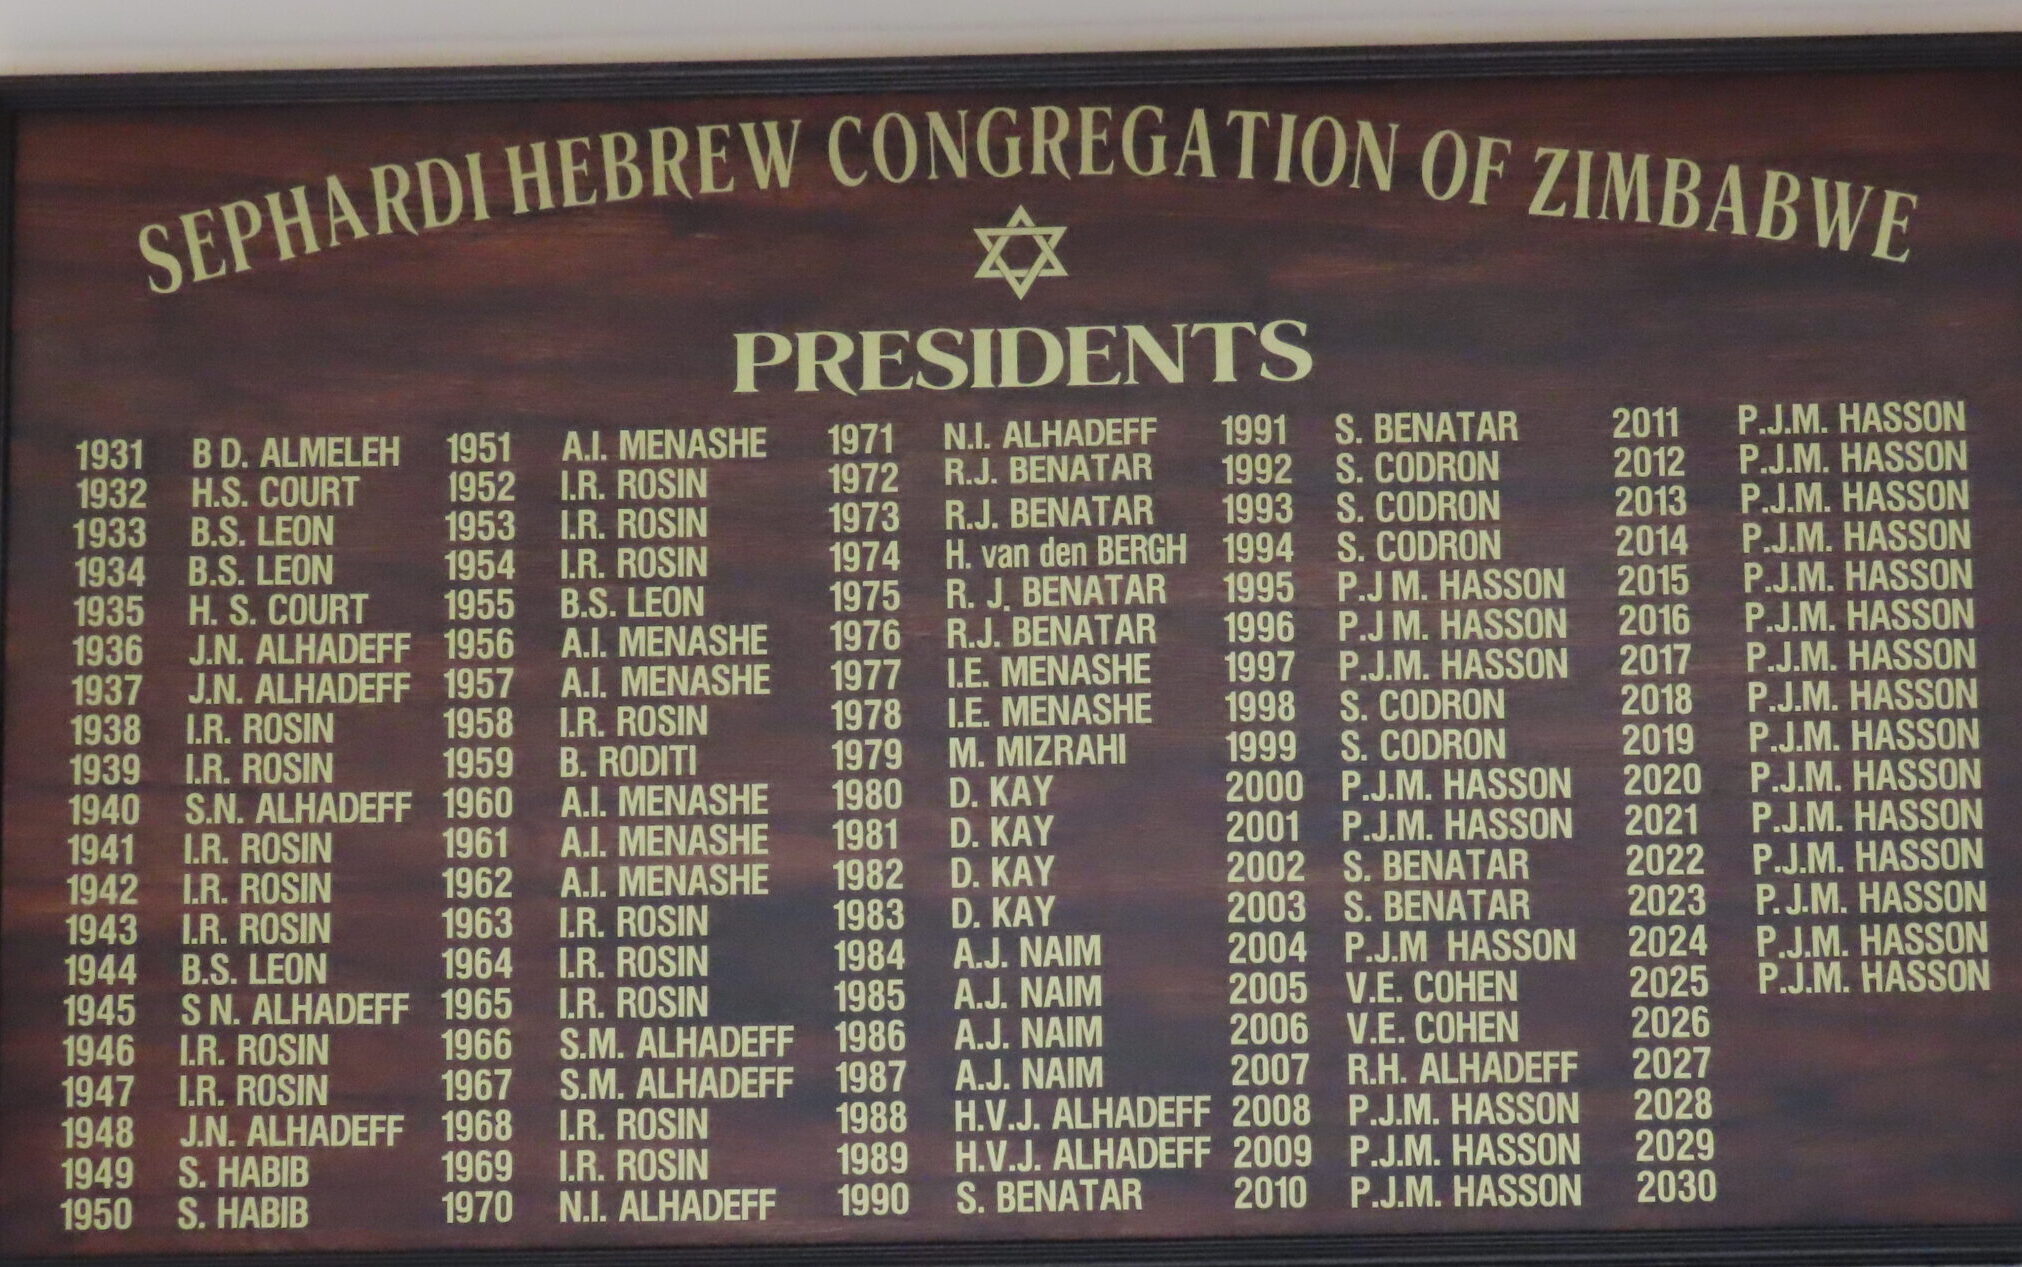 SEPHARDI HEBREW CONGREGATION OF ZIMBABWE
PRESIDENTS
1931 B D. ALMELEH
1932 H.S. COURT
1933 B.S. LEON
1934 B.S. LEON
1935 H. S. COURT
1936 J.N. ALHADEFF
1937 J.N. ALHADEFF
1938 I.R. ROSIN
1939 I.R. ROSIN
1940 S.N. ALHADEFF
1941 I.R. ROSIN
1942 I.R. ROSIN
1943 I.R. ROSIN
1944 B.S. LEON
1945 S N. ALHADEFF
1946 I.R. ROSIN
1947 I.R. ROSIN
1948 J.N. ALHADEFF
1949 S. HABIB
1950 S. HABIB
1951 A.I. MENASHE
1952 I.R. ROSIN
1953 I.R. ROSIN
1954 I.R. ROSIN
1955 B.S. LEON
1956 A.I. MENASHE
1957 A.I. MENASHE
1958 I.R. ROSIN
1959 B. RODITI
1960 A.I. MENASHE
1961 A.I. MENASHE
1962 A.I. MENASHE
1963 I.R. ROSIN
1964 I.R. ROSIN
1965 I.R. ROSIN
1966 S.M. ALHADEFF
1967 S.M. ALHADEFF
1968 I.R. ROSIN
1969 I.R. ROSIN
1970 N.I. ALHADEFF
1971 N.I. ALHADEFF
1972 R.J. BENATAR
1973 R.J. BENATAR
1974 H. van den BERGH
1975 R. J. BENATAR
1976 R.J. BENATAR
1977 I.E. MENASHE
1978 I.E. MENASHE
1979 M. MIZRAHI
1980 D. KAY
1981 D. KAY
1982 D. KAY
1983 D. KAY
1984 A.J. NAIM
1985 A.J. NAIM
1986 A.J. NAIM
1987 A.J. NAIM
1988 H.V.J. ALHADEFF
1989 H.V.J. ALHADEFF
1990 S. BENATAR
1991 S. BENATAR
1992 S. CODRON
1993 S. CODRON
1994 S. CODRON
1995 P.J M. HASSON
1996 P.J M. HASSON
1997 P.J.M. HASSON
1998 S. CODRON
1999 S. CODRON
2000 P.J.M. HASSON
2001 P.J.M. HASSON
2002 S. BENATAR
2003 S. BENATAR
2004 P.J.M HASSON
2005 V.E. COHEN
2006 V.E. COHEN
2007 R.H. ALHADEFF
2008 P.J.M. HASSON
2009 P.J.M. HASSON
2010 P.J.M. HASSON
2011 P.J.M. HASSON
2012 P.J.M. HASSON
2013 P.J.M. HASSON
2014 P.J.M. HASSON
2015 P.J.M. HASSON
2016 P.J.M. HASSON
2017 P.J.M. HASSON
2018 P.J.M. HASSON
2019 P.J.M. HASSON
2020 P.J.M. HASSON
2021 P.J.M. HASSON
2022 P.J.M. HASSON
2023 P.J.M. HASSON
2024 P.J.M. HASSON
2025 P.J.M. HASSON
2026
2027
2028
2029
2030